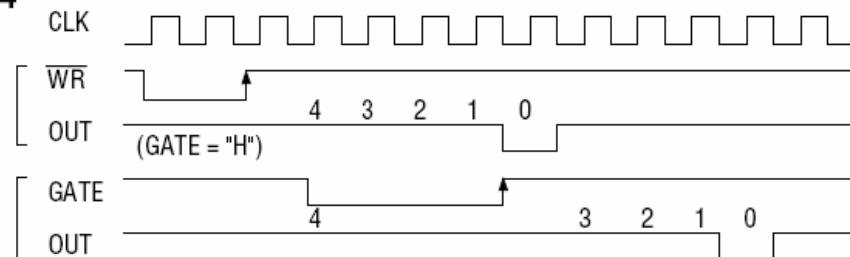 CLK
WR
4 3 2 1 0
OUT
(GATE = "H")
GATE
4 3 2 1 0
OUT